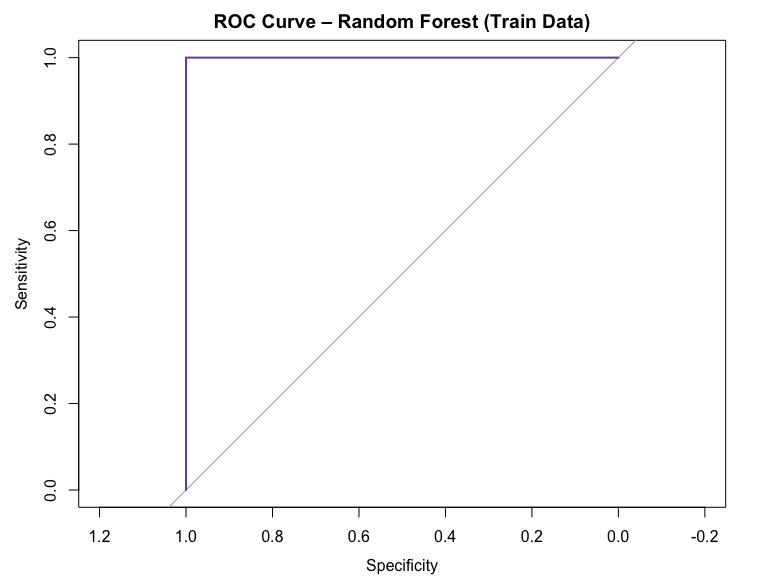 ROC Curve – Random Forest (Train Data)
1.0
0.8
0.6
0.4
0.2
0.0
Sensitivity
1.2 1.0 0.8 0.6 0.4 0.2 0.0 -0.2
Specificity